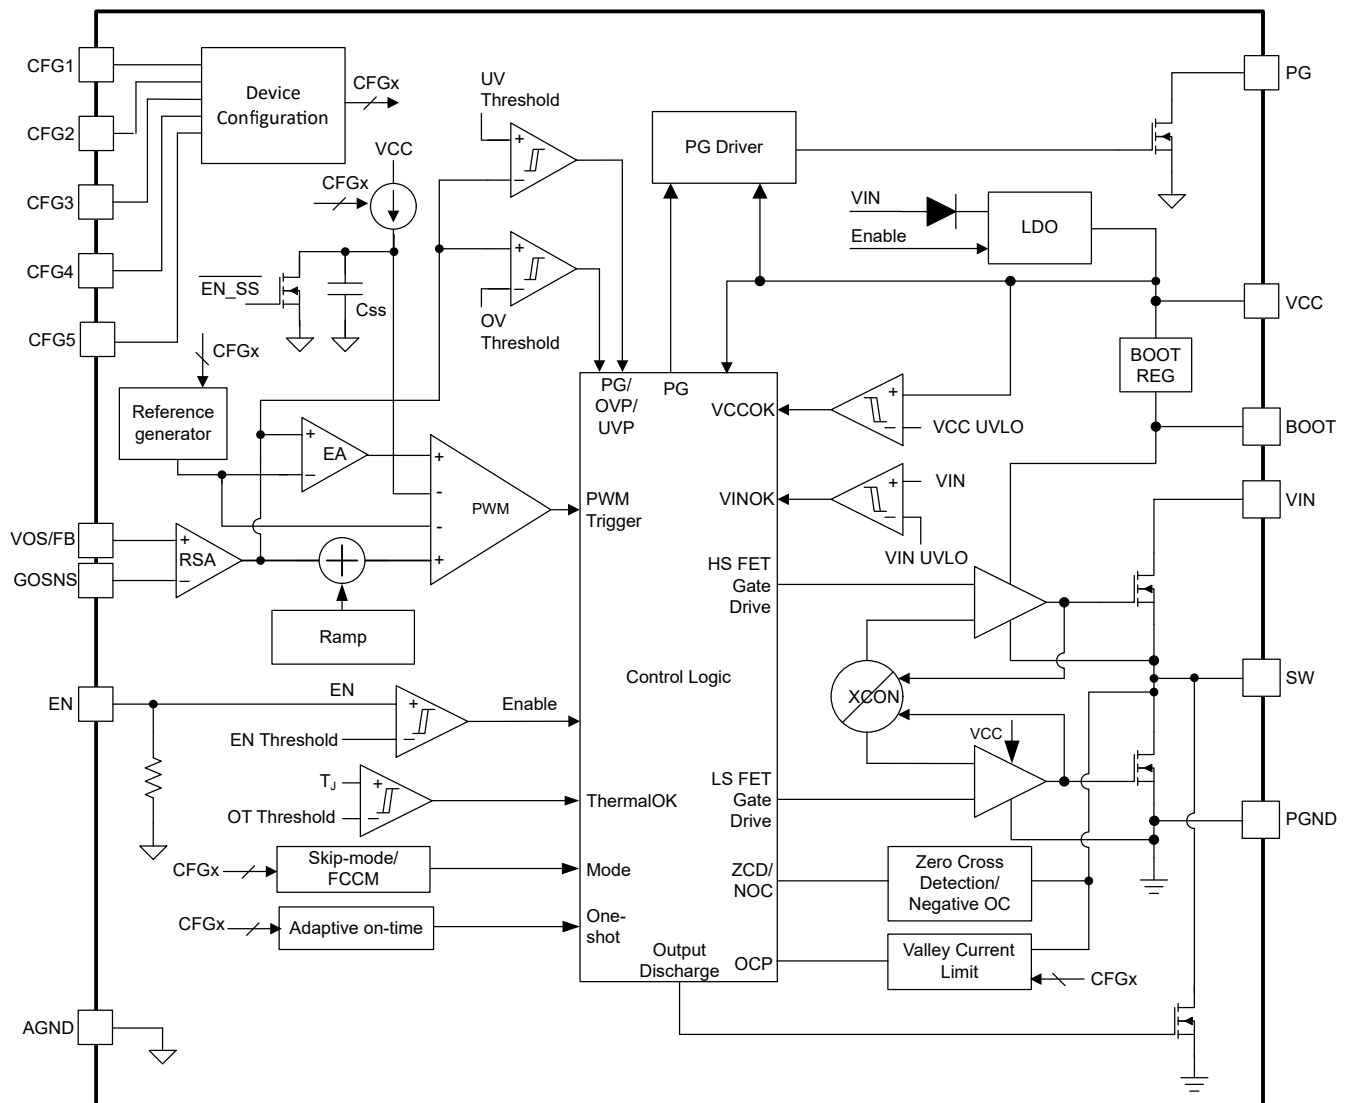 CFG1
CFG2
CFG3
CFG4
CFG5
Device
Configuration
CFGx
VCC
CFGx
EN_SS
Css
UV
Threshold
+
−
+
−
OV
Threshold
PG Driver
PG
VIN
Enable
LDO
VCC
BOOT
REG
BOOT
VIN
CFGx
Reference
generator
+
−
EA
+
-
-
+
PWM
VOS/FB
GOSNS
+
−
RSA
Ramp
PG/
OVP/
UVP
PG
VCCOK
+
−
VCC UVLO
VINOK
+
−
VIN
VIN UVLO
PWM
Trigger
HS FET
Gate
Drive
Control Logic
XCON
SW
EN
EN
+
−
EN Threshold
Enable
TJ
+
−
OT Threshold
ThermalOK
VCC
LS FET
Gate
Drive
PGND
CFGx
Skip-mode/
FCCM
Mode
ZCD/
NOC
Zero Cross
Detection/
Negative OC
CFGx
Adaptive on-time
One-
shot
Output
Discharge
OCP
Valley Current
Limit
CFGx
AGND